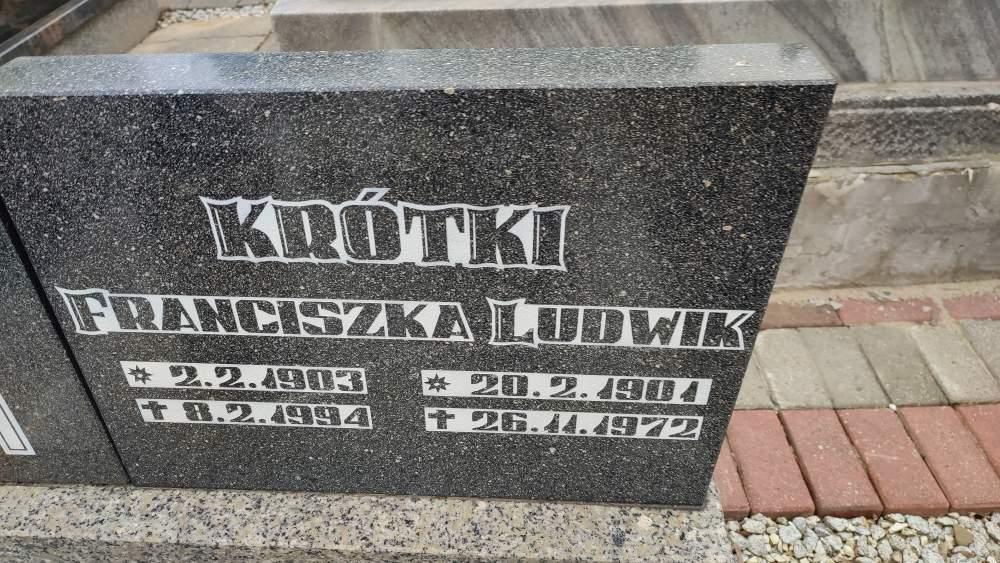 KRÓTKI
FRANCISZKA LUDWIK
* 2.2.1903 * 20.2.1901
✝ 8.2.1994 ✝ 26.11.1972